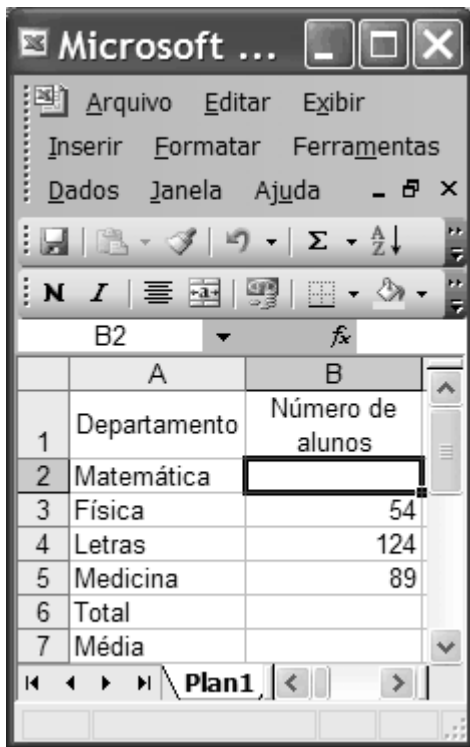 Microsoft ...
Arquivo Editar Exibir
Inserir Formatar Ferramentas
Dados Janela Ajuda
Σ A Z
N I a
B2 fx
A B
1 Departamento Número de alunos
2 Matemática
3 Física 54
4 Letras 124
5 Medicina 89
6 Total
7 Média
Plan1